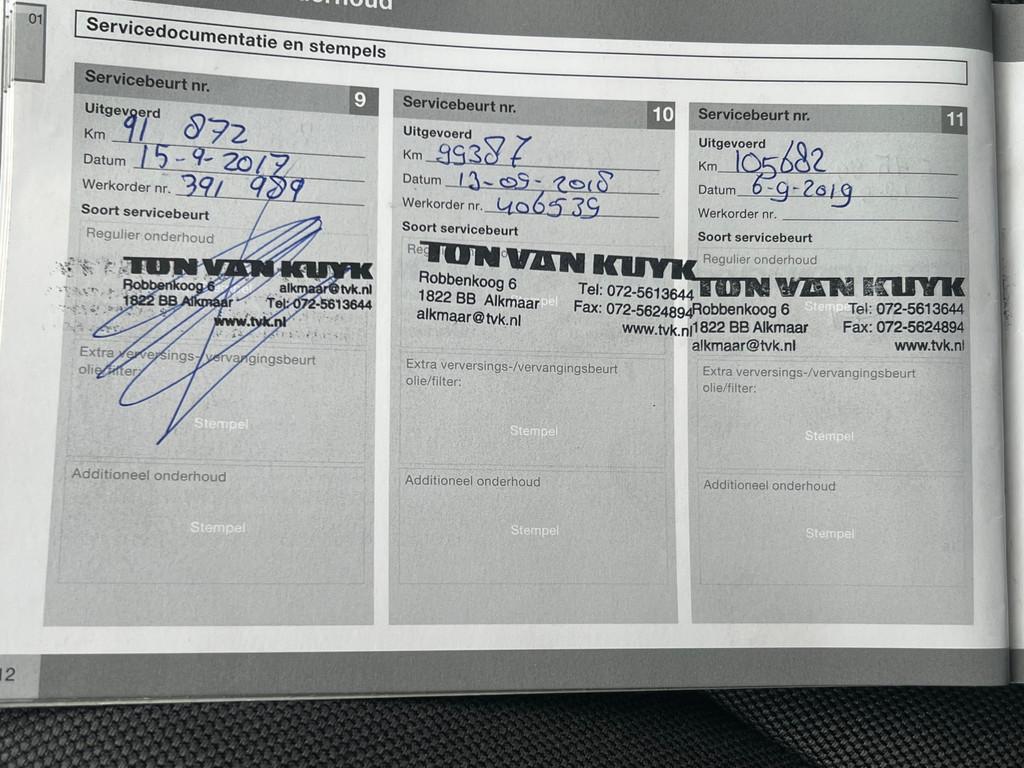 01
Servicedocumentatie en stempels
Servicebeurt nr. 9
Uitgevoerd
Km 91 872
Datum 15-9-2017
Werkorder nr. 391 989
Soort servicebeurt
Regulier onderhoud
TON VAN KUYK
Robbenkoog 6 alkmaar@tvk.nl
1822 BB Alkmaar Tel: 072-5613644
www.tvk.nl
Extra verversings-/vervangingsbeurt
olie/filter:
Stempel
Additioneel onderhoud
Stempel
Servicebeurt nr. 10
Uitgevoerd
Km 99387
Datum 13-09-2018
Werkorder nr. 406539
Soort servicebeurt
TON VAN KUYK
Robbenkoog 6 Tel: 072-5613644
1822 BB Alkmaar Fax: 072-5624894
alkmaar@tvk.nl www.tvk.nl
Extra verversings-/vervangingsbeurt
olie/filter:
Stempel
Additioneel onderhoud
Stempel
Servicebeurt nr. 11
Uitgevoerd
Km 105682
Datum 6-9-2019
Werkorder nr.
Soort servicebeurt
Regulier onderhoud
TON VAN KUYK
Robbenkoog 6 Tel: 072-5613644
1822 BB Alkmaar Fax: 072-5624894
alkmaar@tvk.nl www.tvk.nl
Extra verversings-/vervangingsbeurt
olie/filter:
Stempel
Additioneel onderhoud
Stempel
12